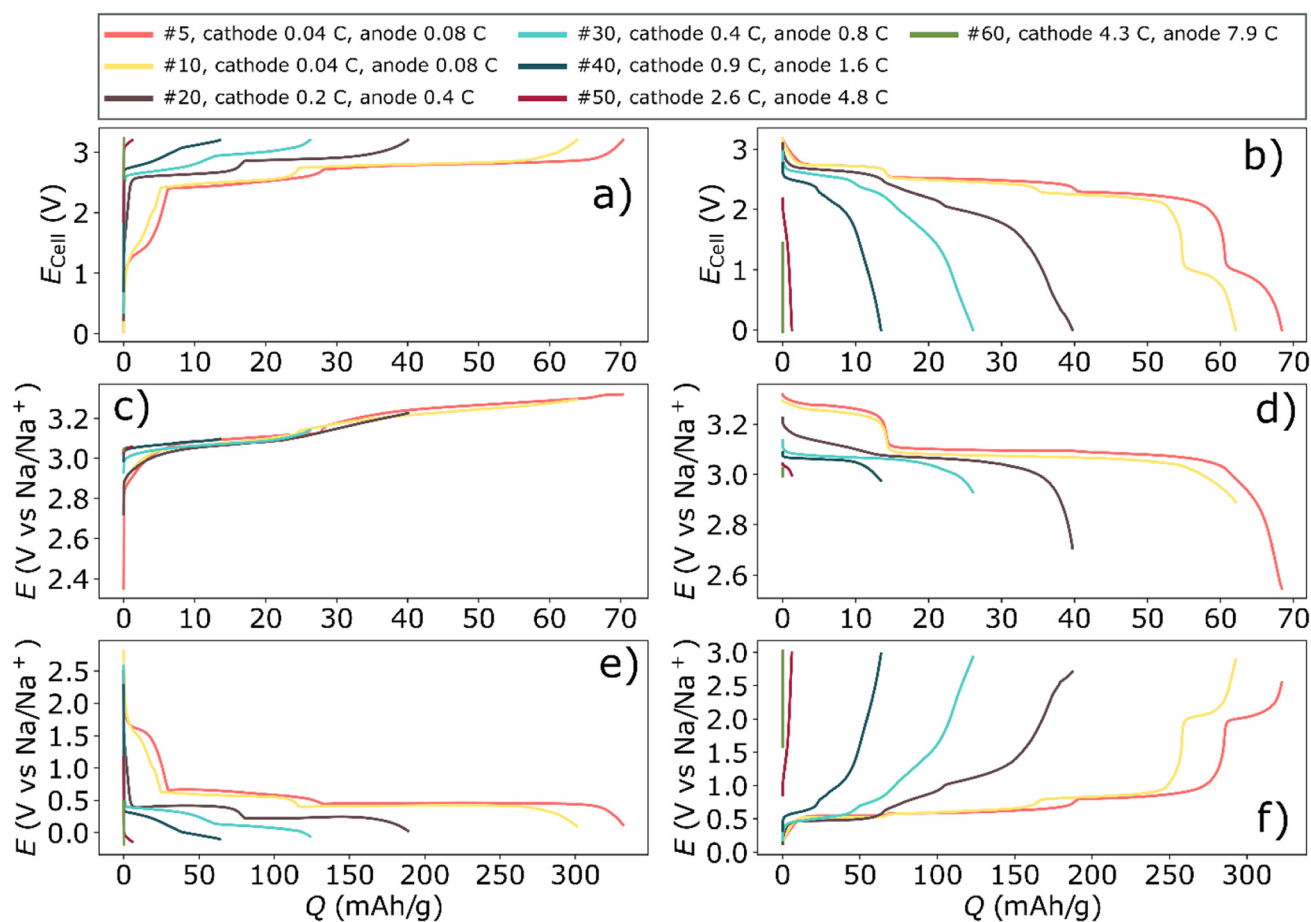 #5, cathode 0.04 C, anode 0.08 C #30, cathode 0.4 C, anode 0.8 C #60, cathode 4.3 C, anode 7.9 C
#10, cathode 0.04 C, anode 0.08 C #40, cathode 0.9 C, anode 1.6 C
#20, cathode 0.2 C, anode 0.4 C #50, cathode 2.6 C, anode 4.8 C
a)
E_Cell (V)
3
2
1
0
0 10 20 30 40 50 60 70
b)
E_Cell (V)
3
2
1
0
0 10 20 30 40 50 60 70
c)
E (V vs Na/Na⁺)
3.2
3.0
2.8
2.6
2.4
0 10 20 30 40 50 60 70
d)
E (V vs Na/Na⁺)
3.2
3.0
2.8
2.6
0 10 20 30 40 50 60 70
e)
E (V vs Na/Na⁺)
2.5
2.0
1.5
1.0
0.5
0.0
0 50 100 150 200 250 300
Q (mAh/g)
f)
E (V vs Na/Na⁺)
3.0
2.5
2.0
1.5
1.0
0.5
0.0
0 50 100 150 200 250 300
Q (mAh/g)